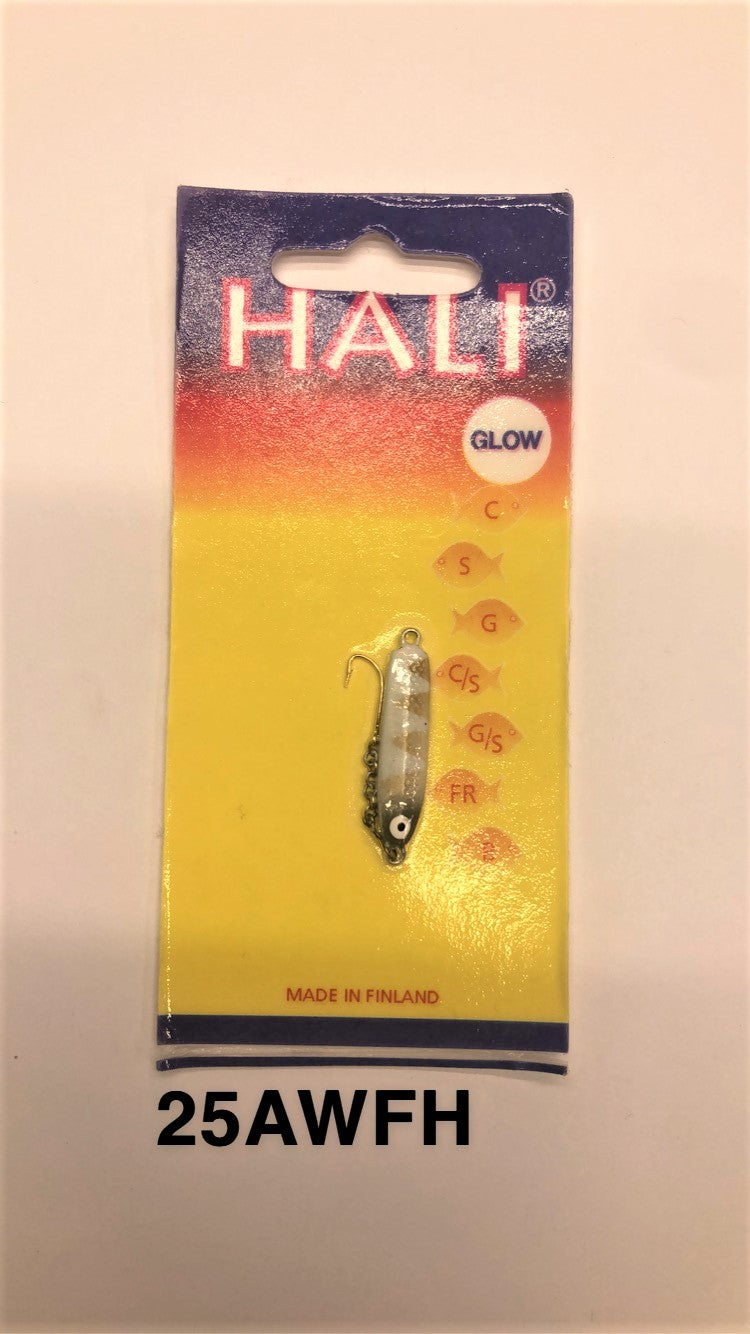 HALI®
GLOW
C
S
G
C/S
G/S
FR
MADE IN FINLAND
25AWFH